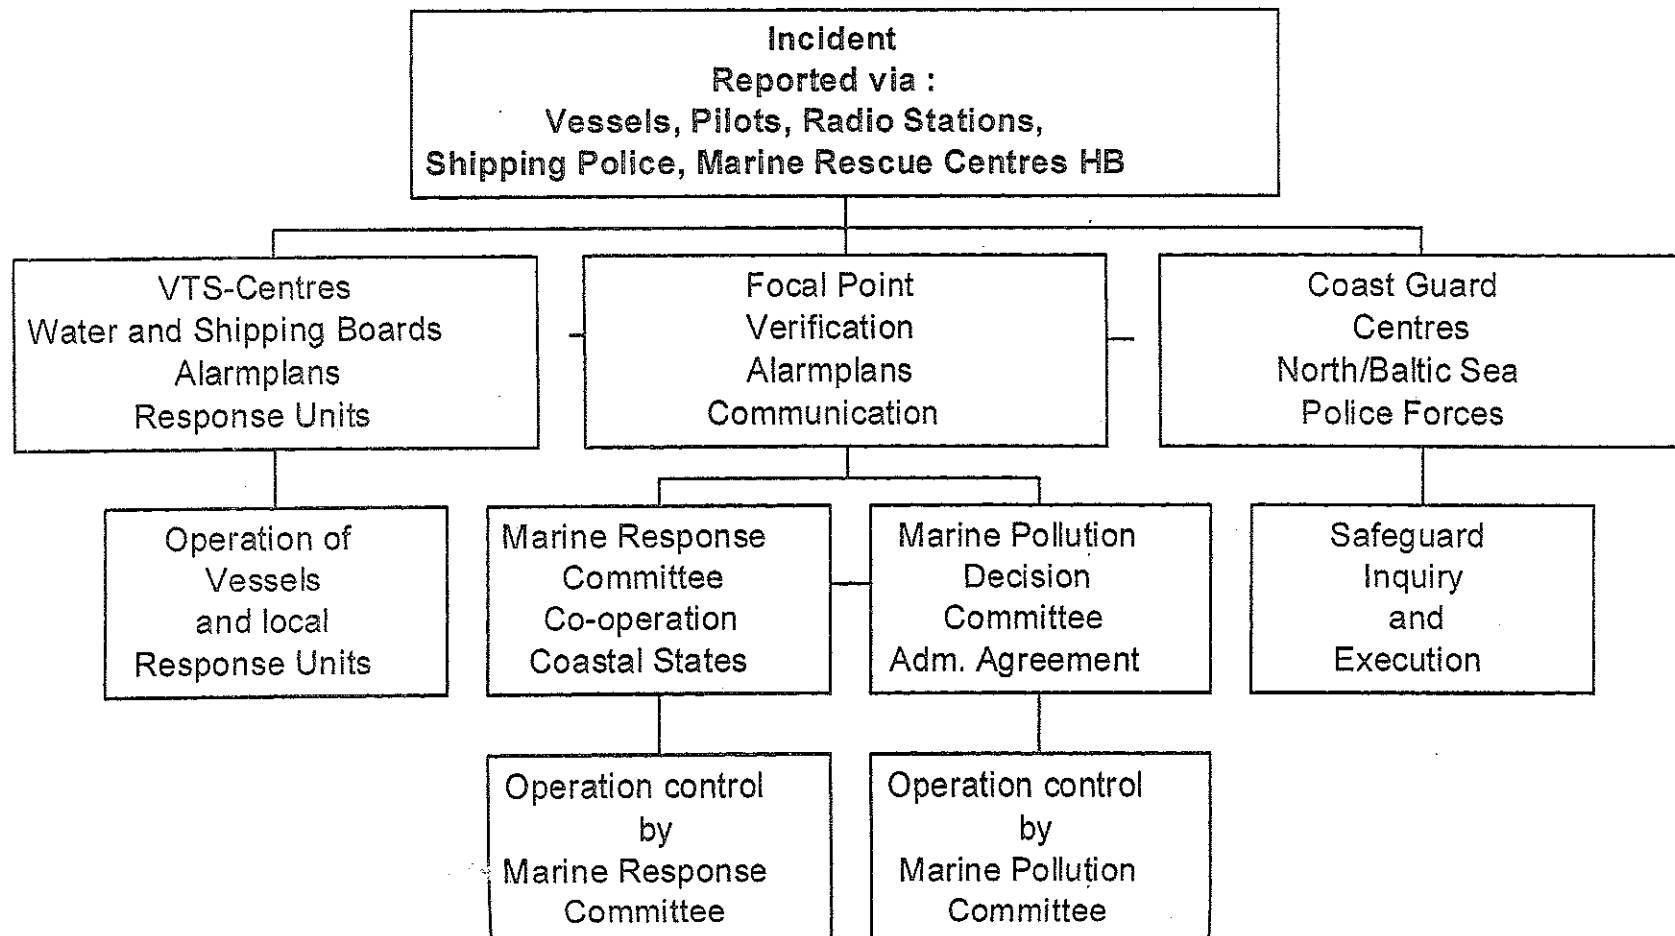 Incident
Reported via :
Vessels, Pilots, Radio Stations,
Shipping Police, Marine Rescue Centres HB
VTS-Centres
Water and Shipping Boards
Alarmplans
Response Units
Focal Point
Verification
Alarmplans
Communication
Coast Guard
Centres
North/Baltic Sea
Police Forces
Operation of
Vessels
and local
Response Units
Marine Response
Committee
Co-operation
Coastal States
Marine Pollution
Decision
Committee
Adm. Agreement
Safeguard
Inquiry
and
Execution
Operation control
by
Marine Response
Committee
Operation control
by
Marine Pollution
Committee